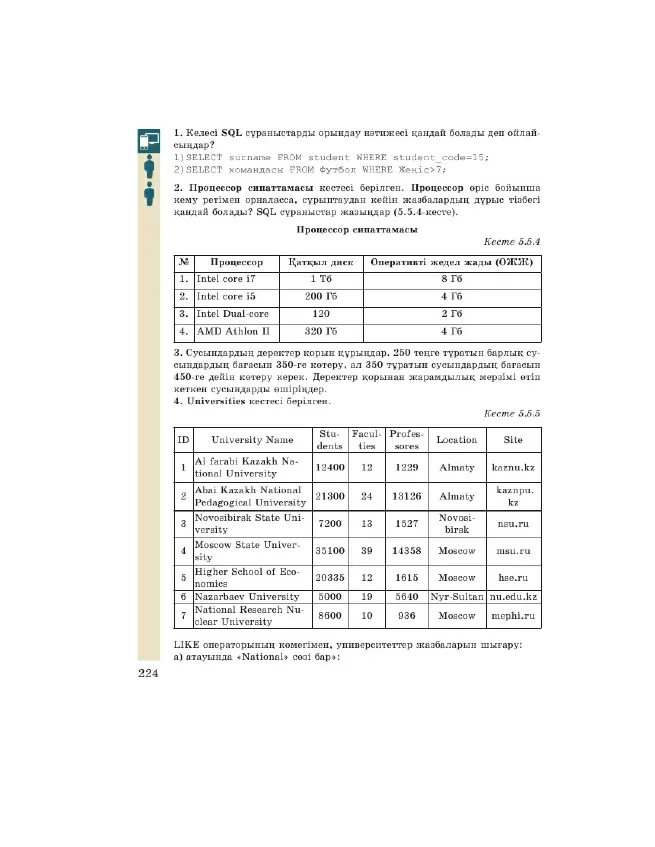 1. Келесі SQL сұраныстарды орындау нәтижесі қандай болады деп ойлай-
сыңдар?
1)SELECT surname FROM student WHERE student_code=15;
2)SELECT командасы FROM Футбол WHERE Жеңіс>7;
2. Процессор сипаттамасы кестесі берілген. Процессор өріс бойынша
кему ретімен орналасса, сұрыптаудан кейін жазбалардың дұрыс тізбегі
қандай болады? SQL сұраныстар жазыңдар (5.5.4-кесте).
Процессор сипаттамасы
Кесте 5.5.4
№ Процессор Қатқыл диск Оперативті жедел жады (ОЖЖ)
1. Intel core i7 1 Тб 8 Гб
2. Intel core i5 200 Гб 4 Гб
3. Intel Dual-core 120 2 Гб
4. AMD Athlon II 320 Гб 4 Гб
3. Сусындардың деректер қорын құрыңдар. 250 теңге тұратын барлық су-
сындардың бағасын 350-ге көтеру, ал 350 тұратын сусындардың бағасын
450-ге дейін көтеру керек. Деректер қорынан жарамдылық мерзімі өтіп
кеткен сусындарды өшіріңдер.
4. Universities кестесі берілген.
Кесте 5.5.5
ID University Name Stu- Facul- Profes- Location Site
dents ties sores
1 Al farabi Kazakh Na- 12400 12 1229 Almaty kaznu.kz
tional University
2 Abai Kazakh National 21300 24 13126 Almaty kaznpu.
Pedagogical University kz
3 Novosibirsk State Uni- 7200 13 1527 Novosi- nsu.ru
versity birsk
4 Moscow State Univer- 35100 39 14358 Moscow msu.ru
sity
5 Higher School of Eco- 20335 12 1615 Moscow hse.ru
nomics
6 Nazarbaev University 5000 19 5640 Nyr-Sultan nu.edu.kz
7 National Research Nu- 8600 10 936 Moscow mephi.ru
clear University
LIKE операторының көмегімен, университеттер жазбаларын шығару:
а) атауында «National» сөзі бар»:
224